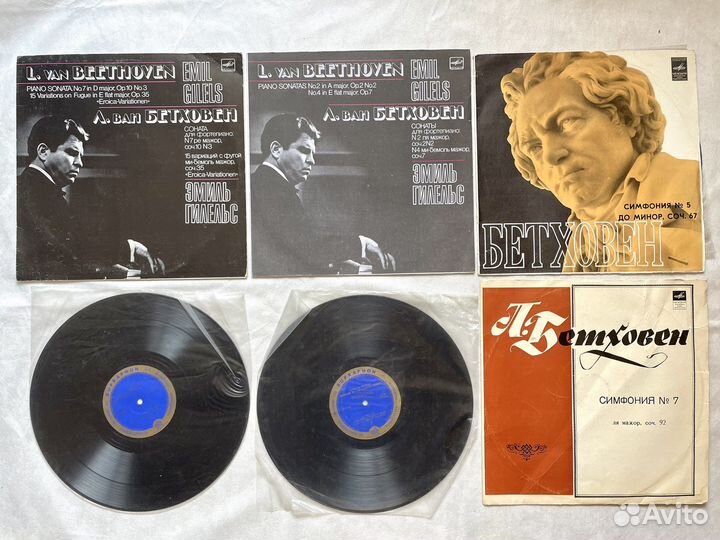 L. van BEETHOVEN
PIANO SONATA.No.7 in D major, Op.10 No.3
15 Variations on Fugue in E flat major, Op.35
«Eroica-Variationen»
EMIL
GILELS
Л. ван БЕТХОВЕН
СОНАТА
для фортепиано
N7 ре мажор,
соч.10 N3
15 вариаций с фугой
ми-бемоль мажор,
соч.35
«Eroica-Variationen»
ЭМИЛЬ
ГИЛЕЛЬС
L. van BEETHOVEN
PIANO SONATAS: No.2 in A major, Op.2 No.2
No.4 in E flat major, Op.7
EMIL
GILELS
Л. ван БЕТХОВЕН
СОНАТЫ
для фортепиано:
N 2 ля мажор,
соч.2 N2
N4 ми-бемоль мажор,
соч.7
ЭМИЛЬ
ГИЛЕЛЬС
СИМФОНИЯ № 5
ДО МИНОР, СОЧ. 67
БЕТХОВЕН
SUPRAPHON
SUPRAPHON
Л. Бетховен
СИМФОНИЯ № 7
ля мажор, соч. 92
Avito